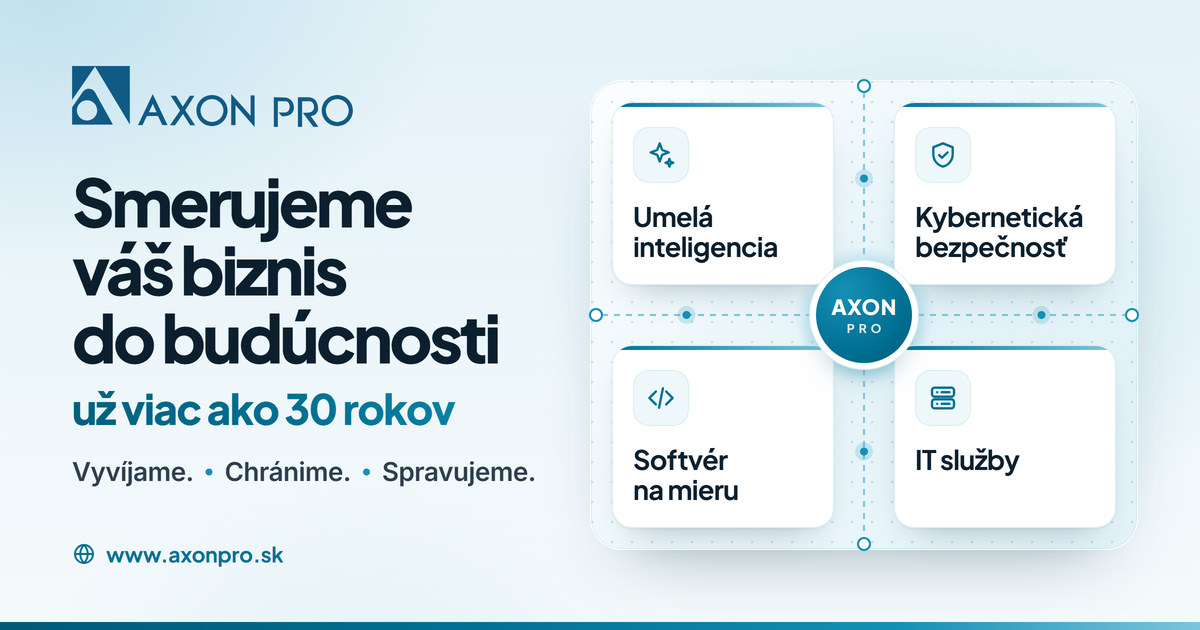 AXON PRO
Smerujeme
váš biznis
do budúcnosti
už viac ako 30 rokov
Vyvíjame. • Chránime. • Spravujeme.
www.axonpro.sk
Umelá
inteligencia
Kybernetická
bezpečnosť
AXON
PRO
Softvér
na mieru
IT služby